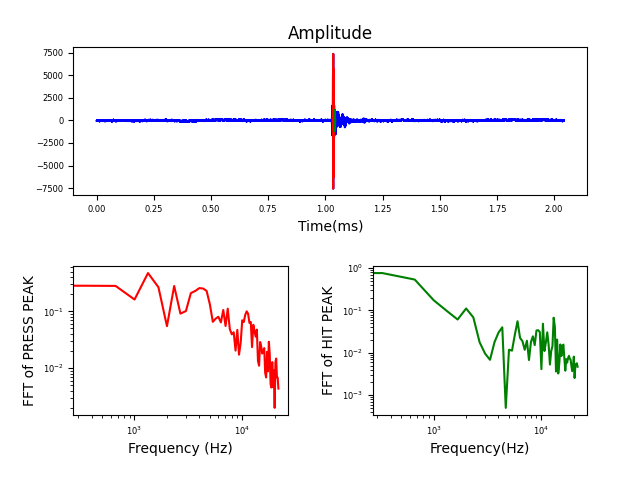 Amplitude
7500
5000
2500
0
−2500
−5000
−7500
0.00 0.25 0.50 0.75 1.00 1.25 1.50 1.75 2.00
Time(ms)
FFT of PRESS PEAK
10⁻¹
10⁻²
10³ 10⁴
Frequency (Hz)
FFT of HIT PEAK
10⁰
10⁻¹
10⁻²
10⁻³
10³ 10⁴
Frequency(Hz)